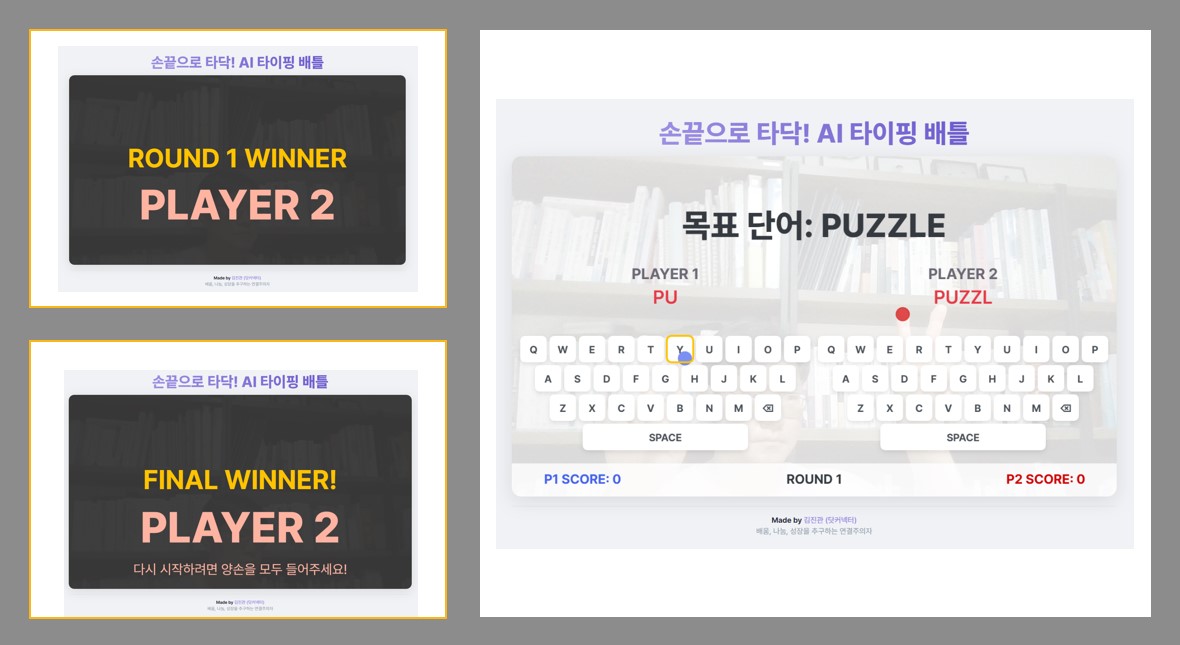 손끝으로 타닥! AI 타이핑 배틀
ROUND 1 WINNER
PLAYER 2
Made by 김진관 (닷커넥터)
배움, 나눔, 성장을 추구하는 연결주의자
손끝으로 타닥! AI 타이핑 배틀
FINAL WINNER!
PLAYER 2
다시 시작하려면 양손을 모두 들어주세요!
Made by 김진관 (닷커넥터)
배움, 나눔, 성장을 추구하는 연결주의자
손끝으로 타닥! AI 타이핑 배틀
목표 단어: PUZZLE
PLAYER 1 PLAYER 2
PU PUZZL
Q W E R T Y U I O P Q W E R T Y U I O P
A S D F G H J K L A S D F G H J K L
Z X C V B N M Z X C V B N M
SPACE SPACE
P1 SCORE: 0 ROUND 1 P2 SCORE: 0
Made by 김진관 (닷커넥터)
배움, 나눔, 성장을 추구하는 연결주의자